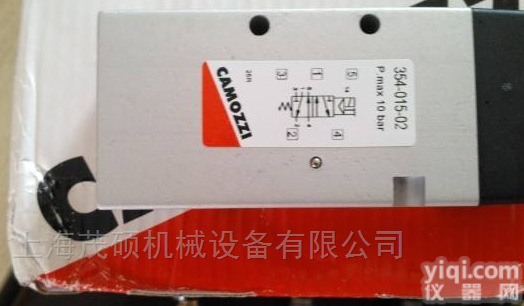 354-015-02
P. max 10 bar
3 1 5
14
2 4
CAMOZZI
上海茂硕机械设备有限公司
yiqi.com
仪器网